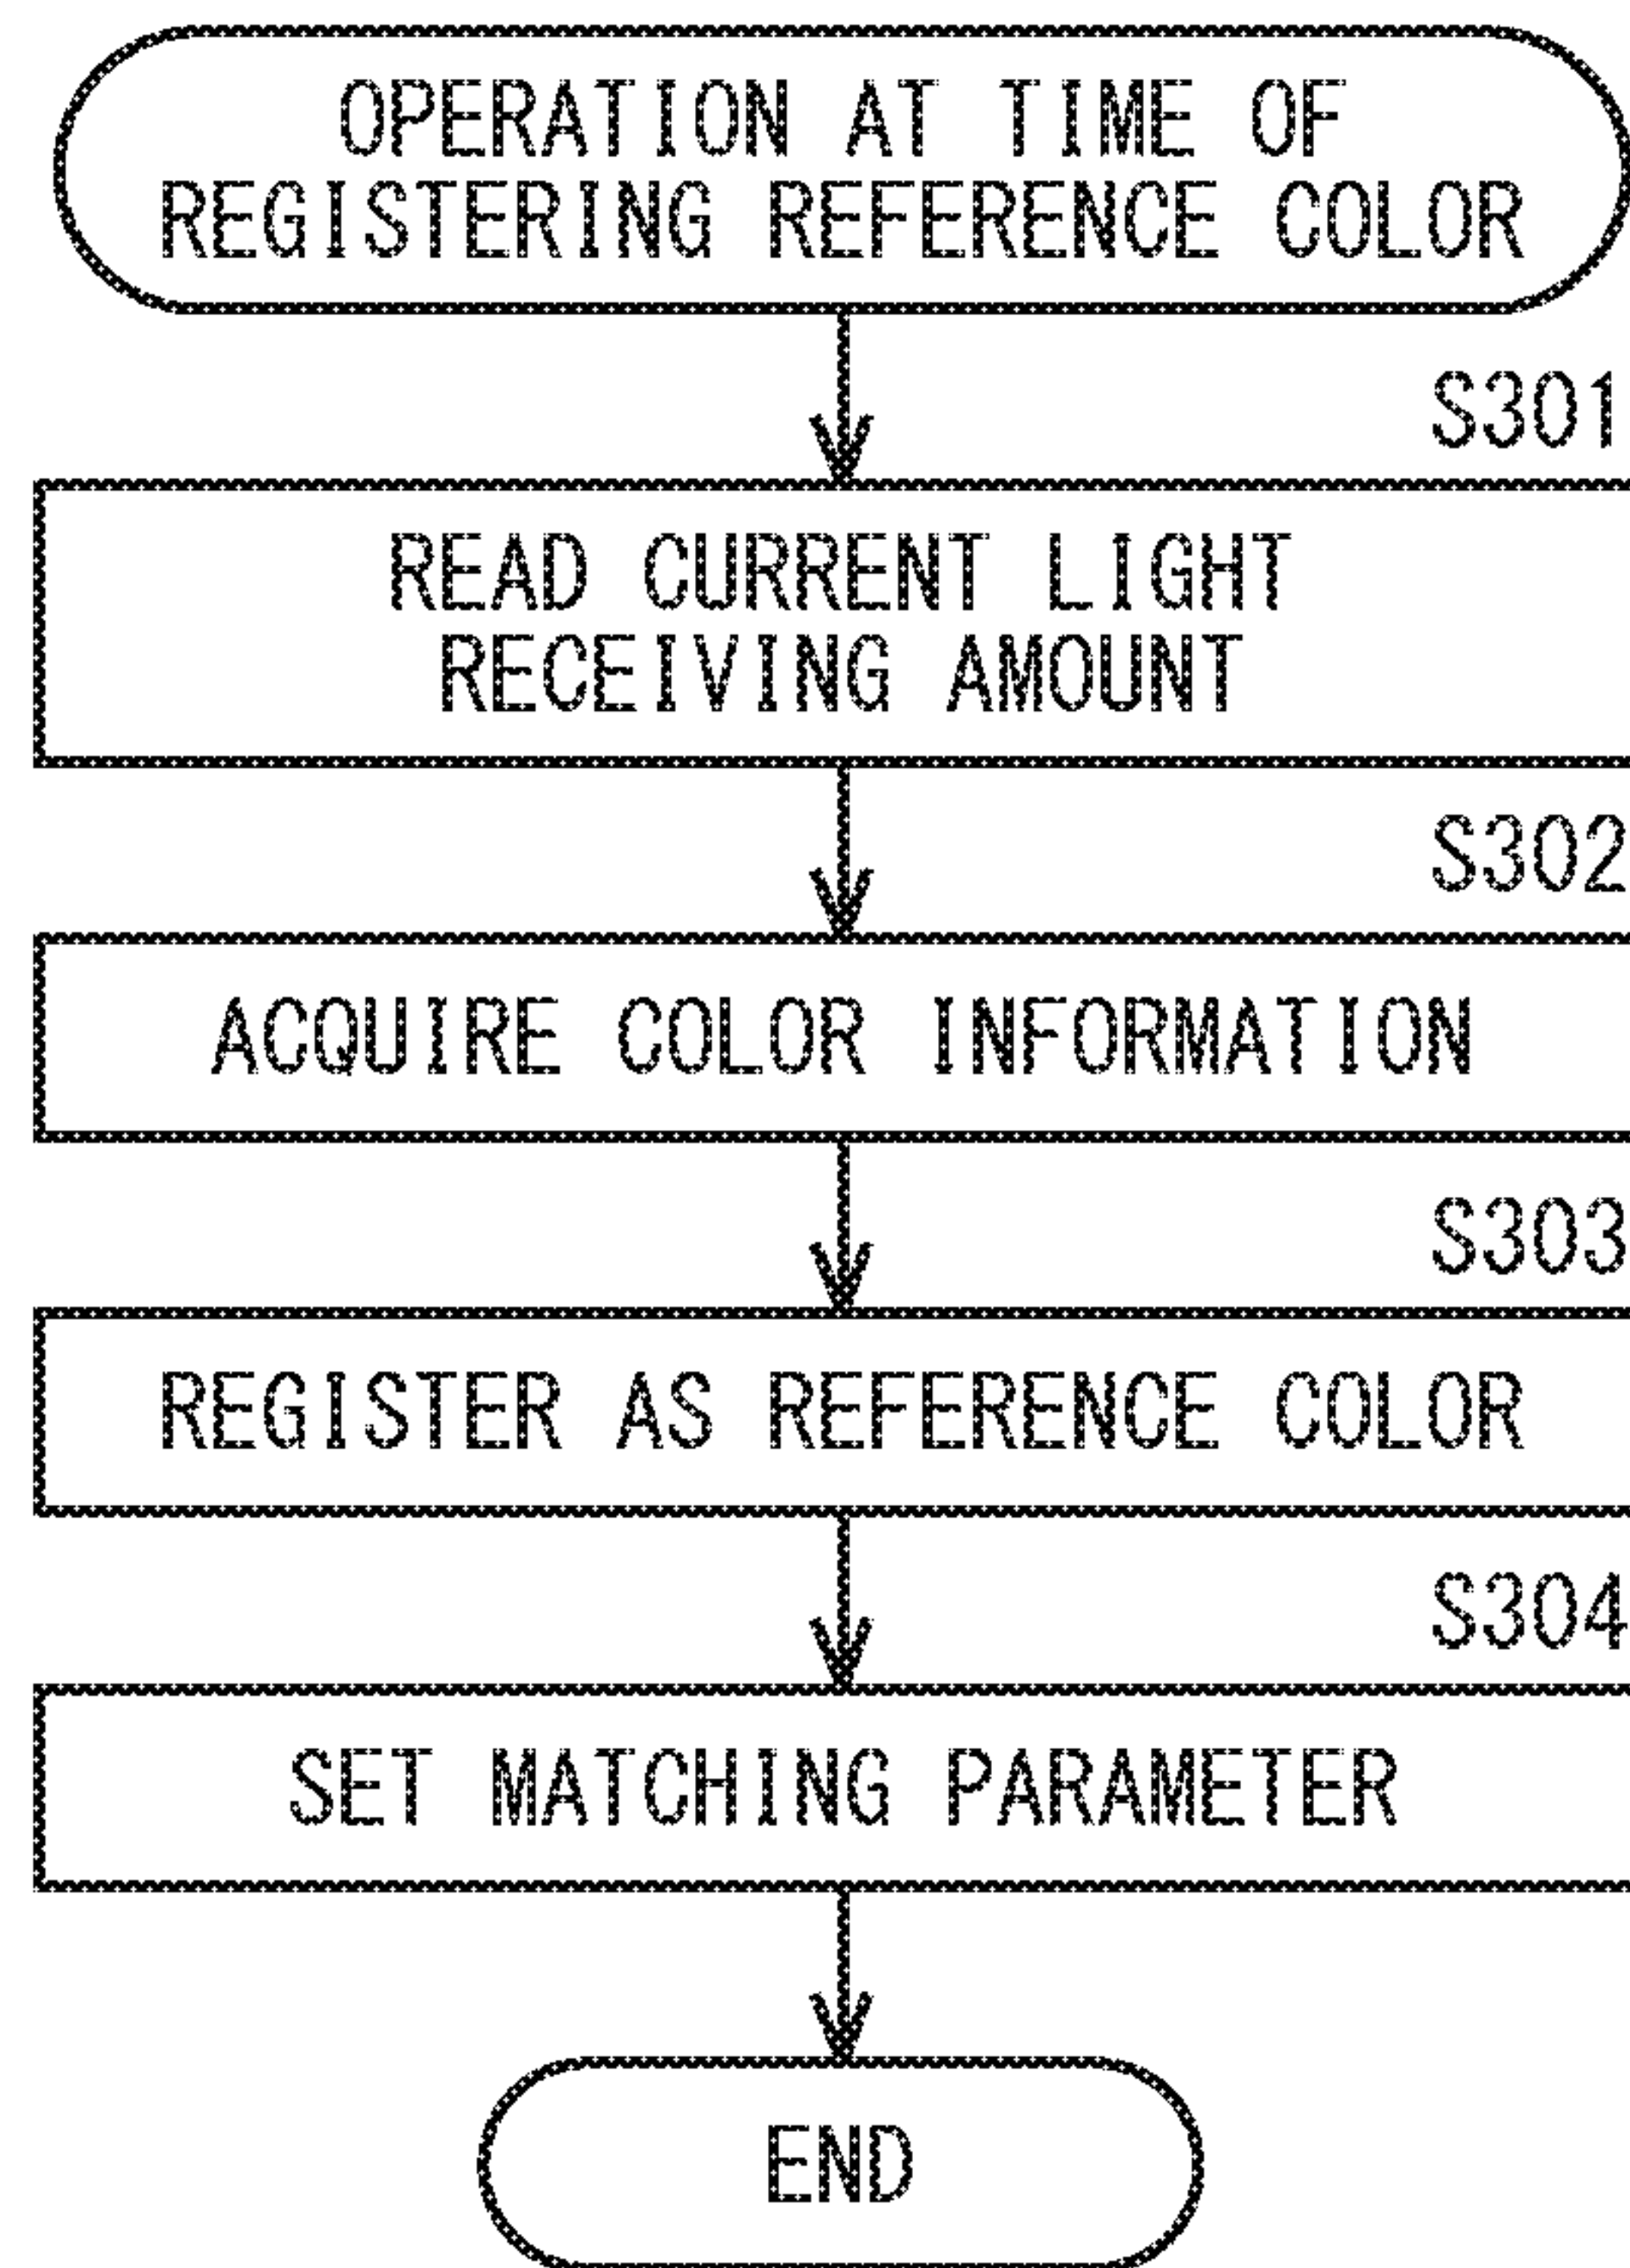 OPERATION AT TIME OF
REGISTERING REFERENCE COLOR
S301
READ CURRENT LIGHT
RECEIVING AMOUNT
S302
ACQUIRE COLOR INFORMATION
S303
REGISTER AS REFERENCE COLOR
S304
SET MATCHING PARAMETER
END